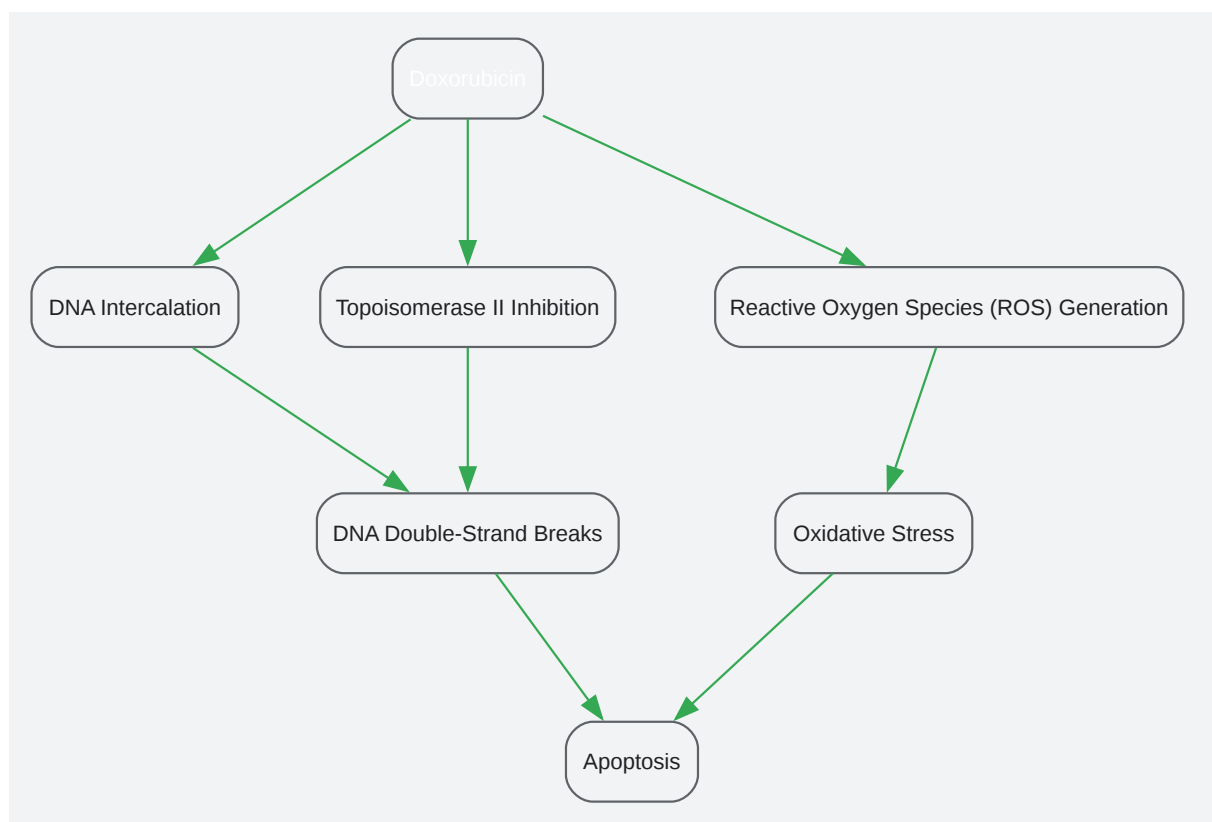 Doxorubicin
DNA Intercalation
Topoisomerase II Inhibition
Reactive Oxygen Species (ROS) Generation
DNA Double-Strand Breaks
Oxidative Stress
Apoptosis